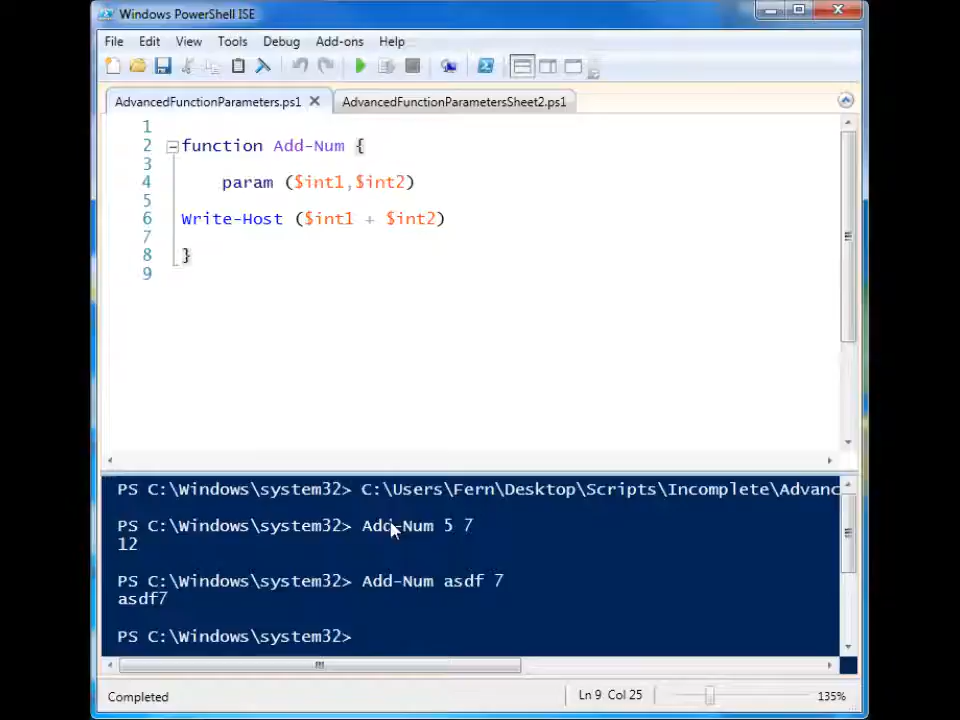 Windows PowerShell ISE
File Edit View Tools Debug Add-ons Help
AdvancedFunctionParameters.ps1 AdvancedFunctionParametersSheet2.ps1
1
2 function Add-Num {
3
4 param ($int1,$int2)
5
6 Write-Host ($int1 + $int2)
7
8 }
9
PS C:\Windows\system32> C:\Users\Fern\Desktop\Scripts\Incomplete\Advanc
PS C:\Windows\system32> Add-Num 5 7
12
PS C:\Windows\system32> Add-Num asdf 7
asdf7
PS C:\Windows\system32>
Completed Ln 9 Col 25 135%